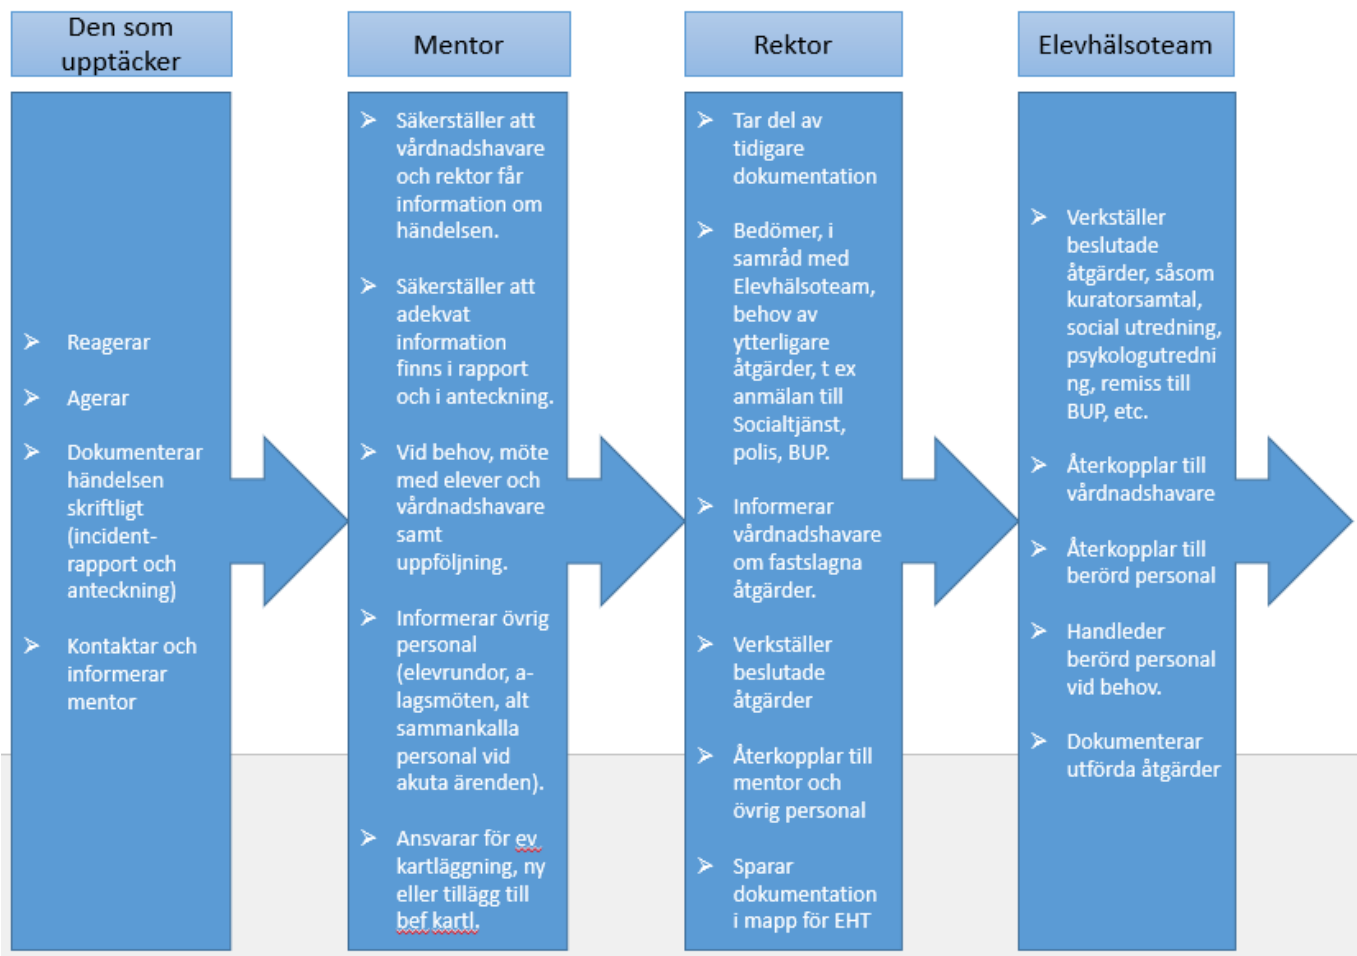 Den som
upptäcker
Reagerar
Agerar
Dokumenterar
händelsen
skriftligt
(incident-
rapport och
anteckning)
Kontaktar och
informerar
mentor
Mentor
Säkerställer att
vårdnadshavare
och rektor får
information om
händelsen.
Säkerställer att
adekvat
information
finns i rapport
och i anteckning.
Vid behov, möte
med elever och
vårdnadshavare
samt
uppföljning.
Informerar övrig
personal
(elevrundor, a-
lagsmöten, alt
sammankalla
personal vid
akuta ärenden).
Ansvarar för ev
kartläggning, ny
eller tillägg till
bef kartl.
Rektor
Tar del av
tidigare
dokumentation
Bedömer, i
samråd med
Elevhälsoteam,
behov av
ytterligare
åtgärder, t ex
anmälan till
Socialtjänst,
polis, BUP.
Informerar
vårdnadshavare
om fastslagna
åtgärder.
Verkställer
beslutade
åtgärder
Återkopplar till
mentor och
övrig personal
Sparar
dokumentation
i mapp för EHT
Elevhälsoteam
Verkställer
beslutade
åtgärder, såsom
kuratorsamtal,
social utredning,
psykologutredni
ng, remiss till
BUP, etc.
Återkopplar till
vårdnadshavare
Återkopplar till
berörd personal
Handleder
berörd personal
vid behov.
Dokumenterar
utförda åtgärder